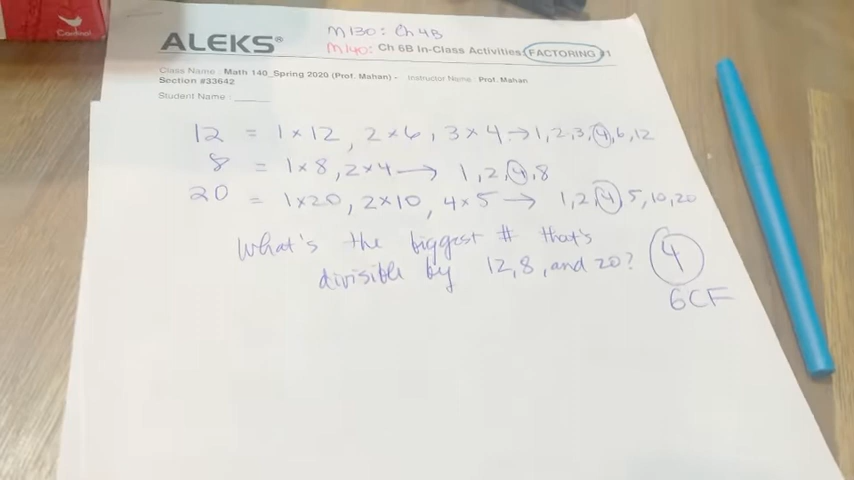 Cardinal
M130: Ch 4B
ALEKS®
M140: Ch 6B In-Class Activities (FACTORING) #1
Class Name : Math 140_Spring 2020 (Prof. Mahan) - Instructor Name : Prof. Mahan
Section #33642
Student Name : ______
12 = 1×12, 2×6, 3×4 → 1, 2, 3, 4, 6, 12
8 = 1×8, 2×4 → 1, 2, 4, 8
20 = 1×20, 2×10, 4×5 → 1, 2, 4, 5, 10, 20
What's the biggest # that's
divisible by 12, 8, and 20? 4
GCF